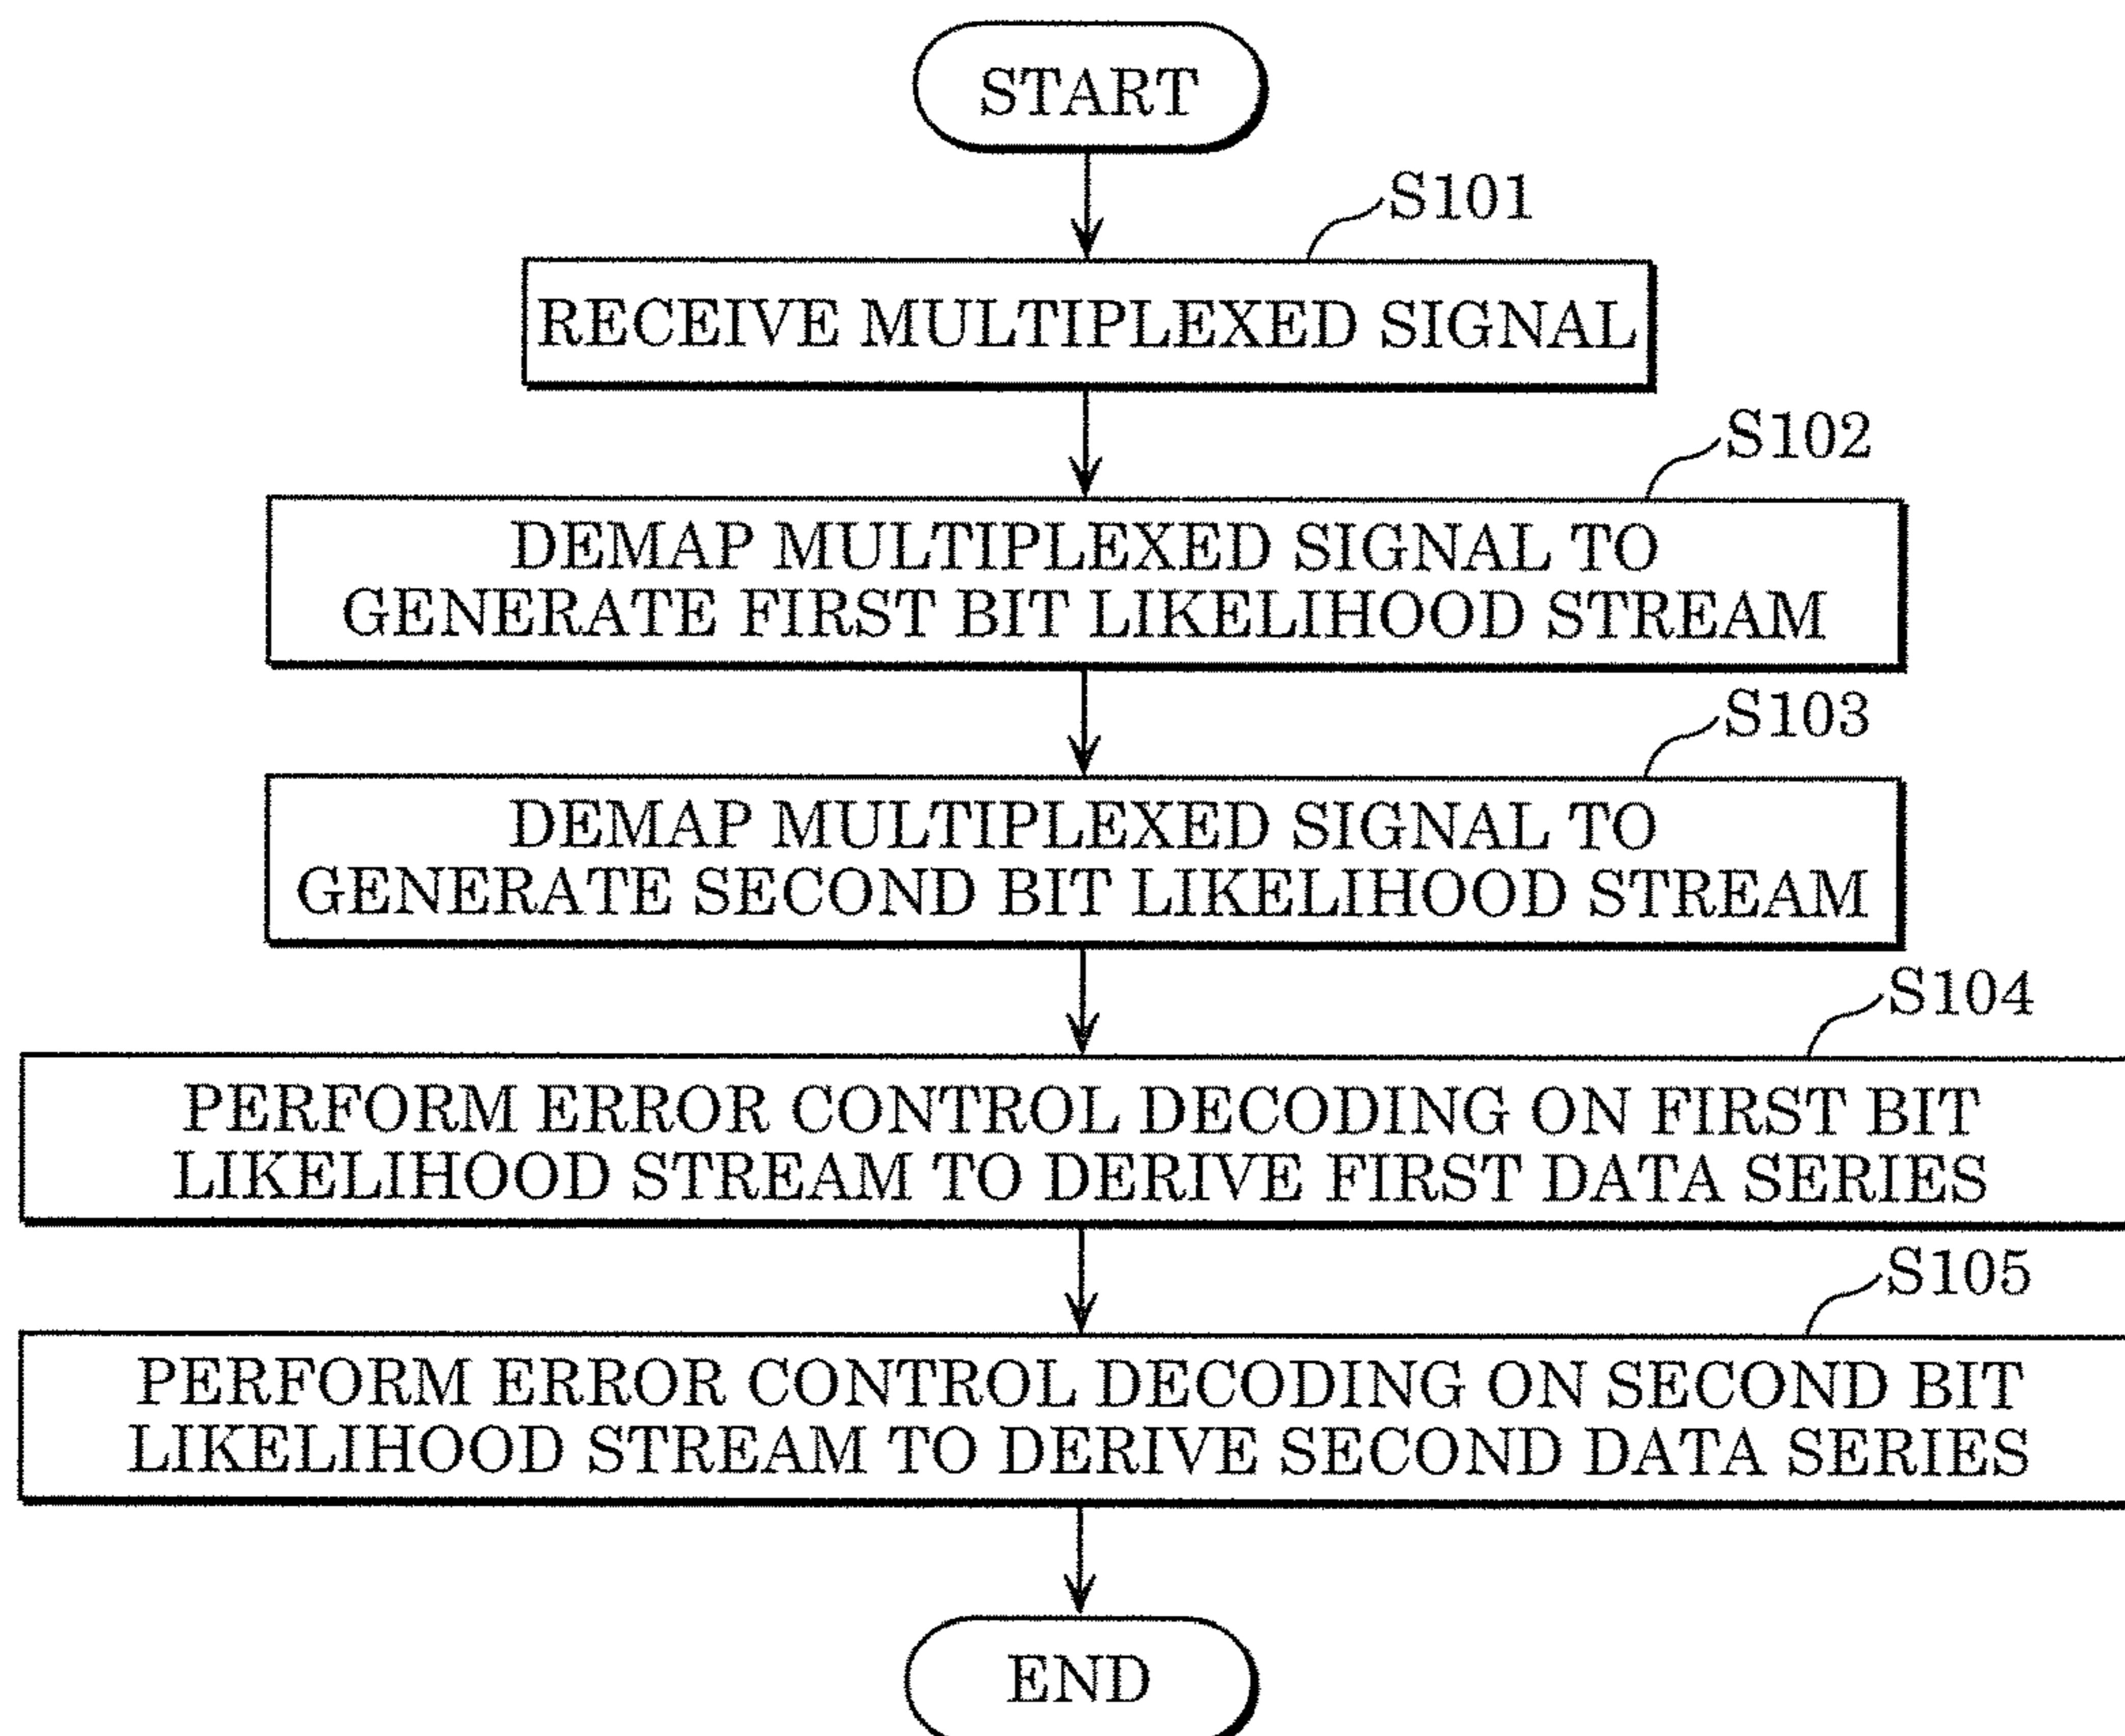 START
S101
RECEIVE MULTIPLEXED SIGNAL
S102
DEMAP MULTIPLEXED SIGNAL TO
GENERATE FIRST BIT LIKELIHOOD STREAM
S103
DEMAP MULTIPLEXED SIGNAL TO
GENERATE SECOND BIT LIKELIHOOD STREAM
S104
PERFORM ERROR CONTROL DECODING ON FIRST BIT
LIKELIHOOD STREAM TO DERIVE FIRST DATA SERIES
S105
PERFORM ERROR CONTROL DECODING ON SECOND BIT
LIKELIHOOD STREAM TO DERIVE SECOND DATA SERIES
END